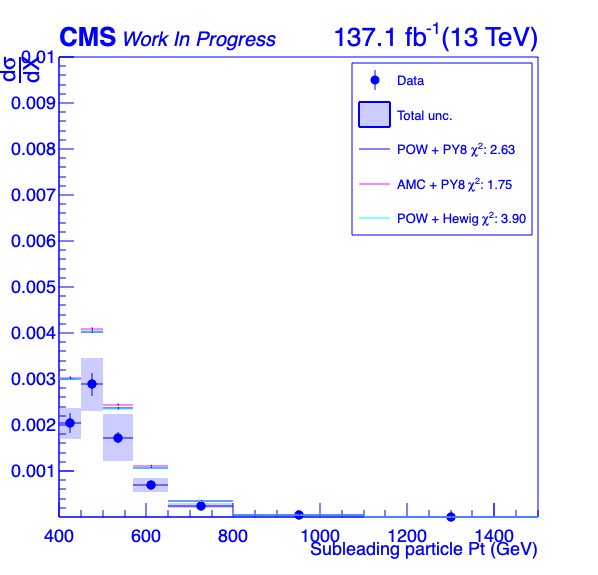 CMS Work In Progress 137.1 fb⁻¹(13 TeV)
dσ
dX
0.01
0.009
0.008
0.007
0.006
0.005
0.004
0.003
0.002
0.001
Data
Total unc.
POW + PY8 χ²: 2.63
AMC + PY8 χ²: 1.75
POW + Hewig χ²: 3.90
400 600 800 1000 1200 1400
Subleading particle Pt (GeV)